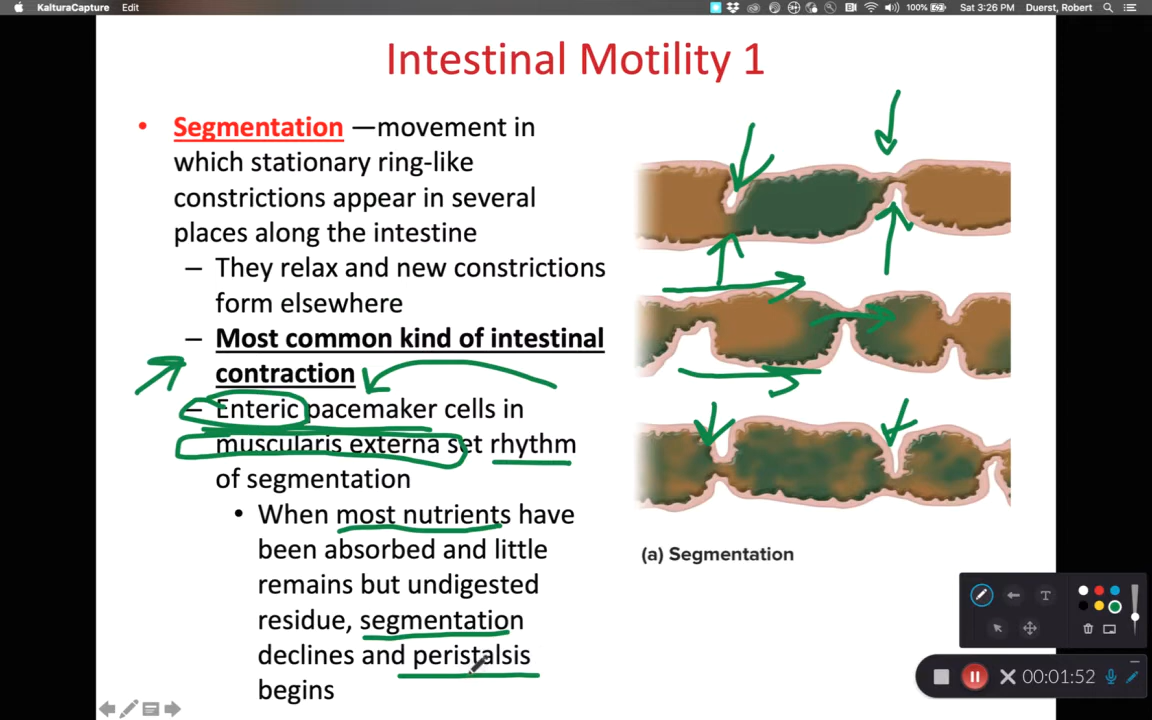 KalturaCapture Edit
100% Sat 3:26 PM Duerst, Robert
Intestinal Motility 1
• Segmentation —movement in
which stationary ring-like
constrictions appear in several
places along the intestine
– They relax and new constrictions
form elsewhere
– Most common kind of intestinal
contraction
– Enteric pacemaker cells in
muscularis externa set rhythm
of segmentation
• When most nutrients have
been absorbed and little
remains but undigested
residue, segmentation
declines and peristalsis
begins
(a) Segmentation
T
00:01:52